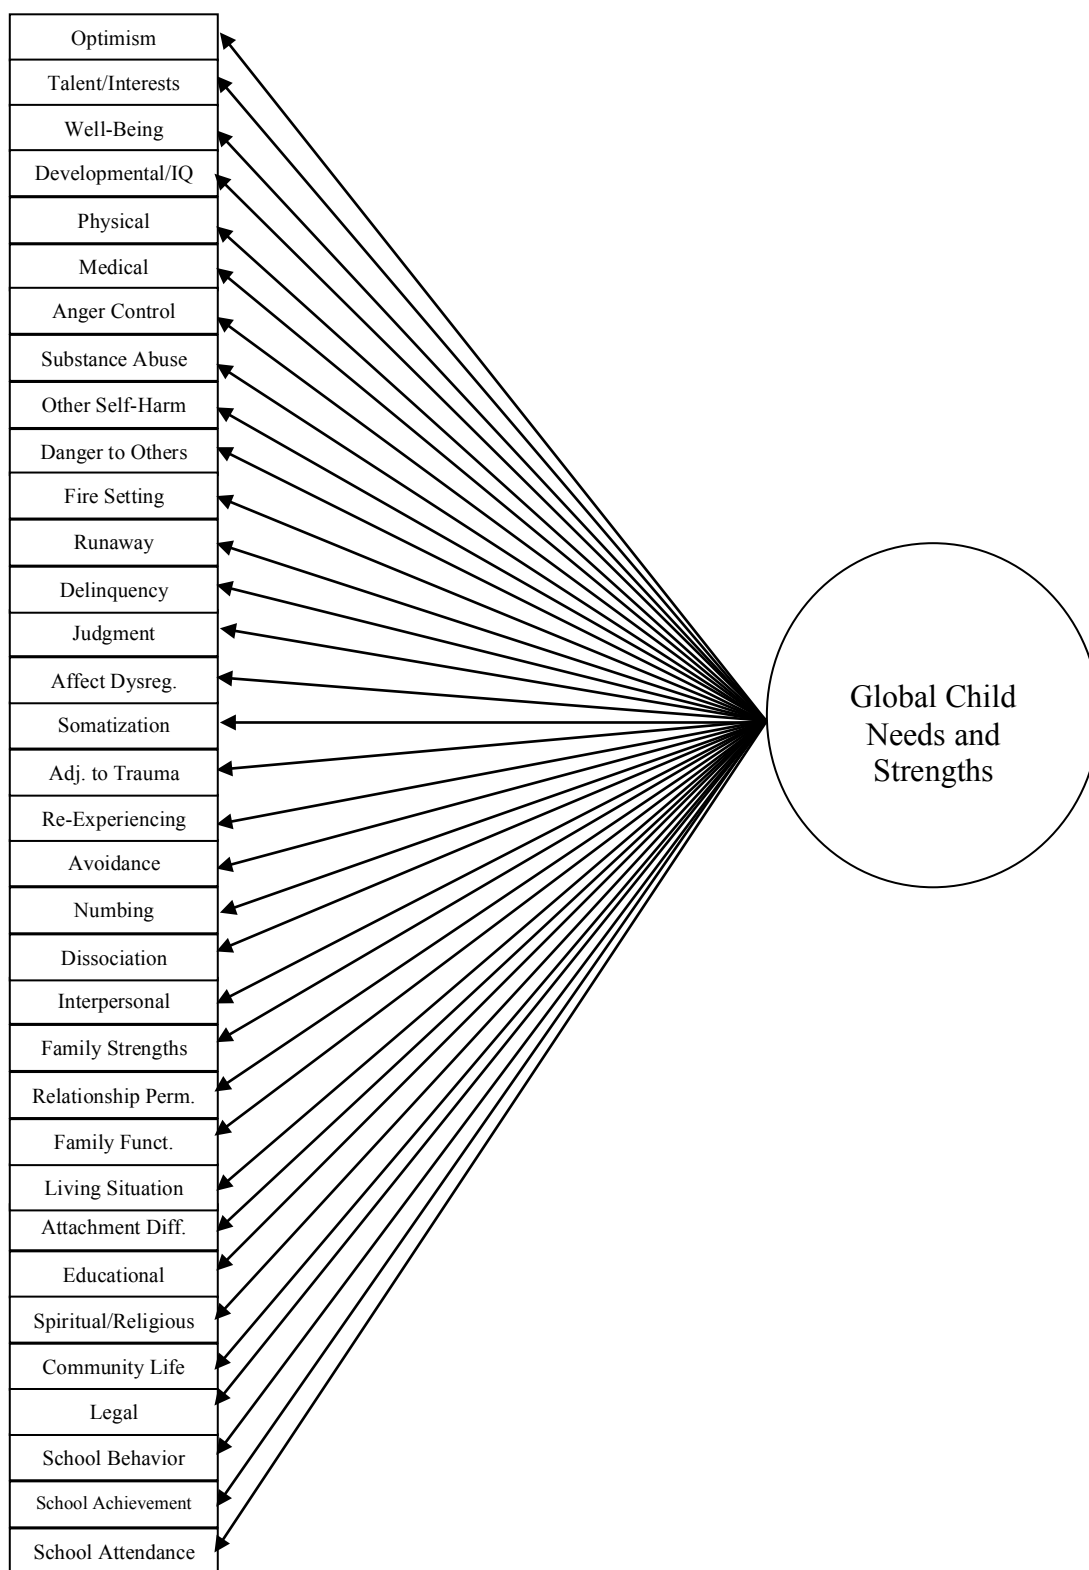 Optimism
Talent/Interests
Well-Being
Developmental/IQ
Physical
Medical
Anger Control
Substance Abuse
Other Self-Harm
Danger to Others
Fire Setting
Runaway
Delinquency
Judgment
Affect Dysreg.
Somatization
Adj. to Trauma
Re-Experiencing
Avoidance
Numbing
Dissociation
Interpersonal
Family Strengths
Relationship Perm.
Family Funct.
Living Situation
Attachment Diff.
Educational
Spiritual/Religious
Community Life
Legal
School Behavior
School Achievement
School Attendance
Global Child
Needs and
Strengths